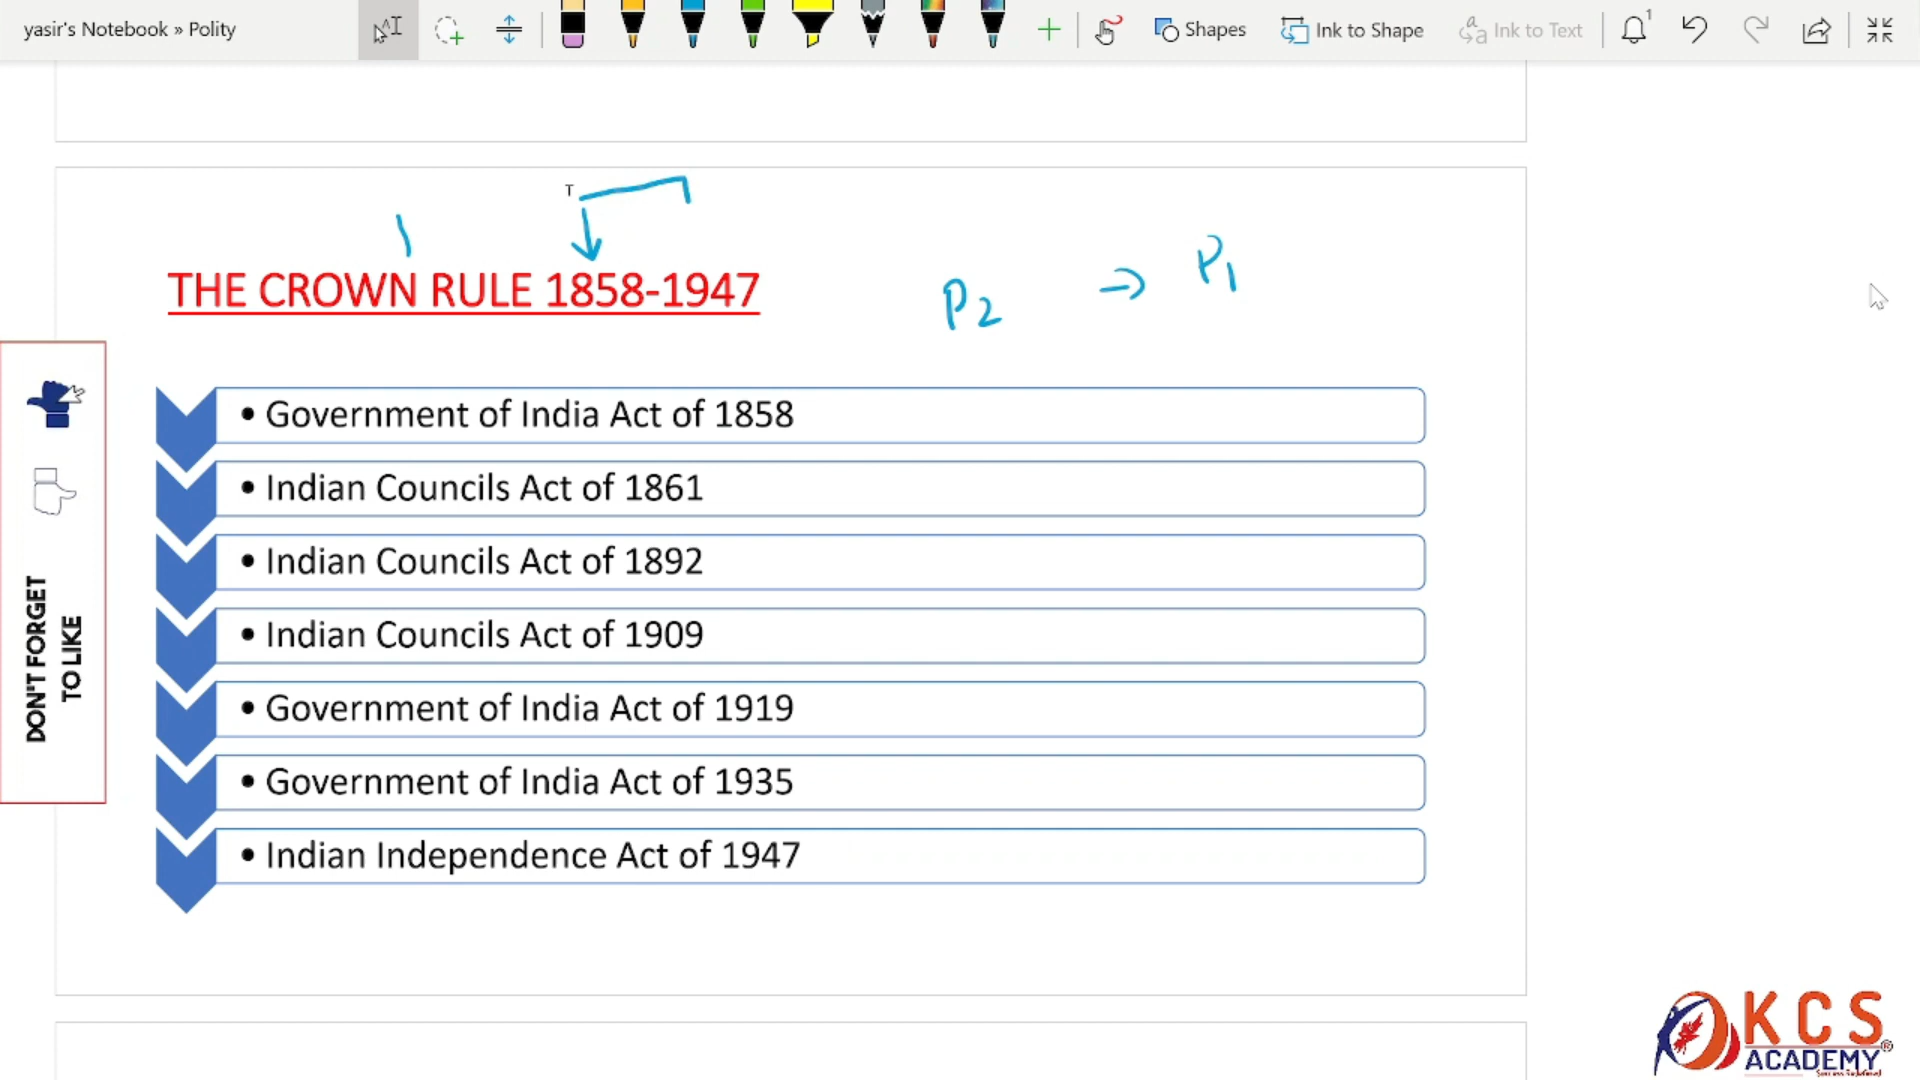 yasir's Notebook » Polity
Shapes
Ink to Shape
Ink to Text
1
T
THE CROWN RULE 1858-1947
P2 → P1
• Government of India Act of 1858
• Indian Councils Act of 1861
• Indian Councils Act of 1892
• Indian Councils Act of 1909
• Government of India Act of 1919
• Government of India Act of 1935
• Indian Independence Act of 1947
DON'T FORGET
TO LIKE
KCS
ACADEMY®